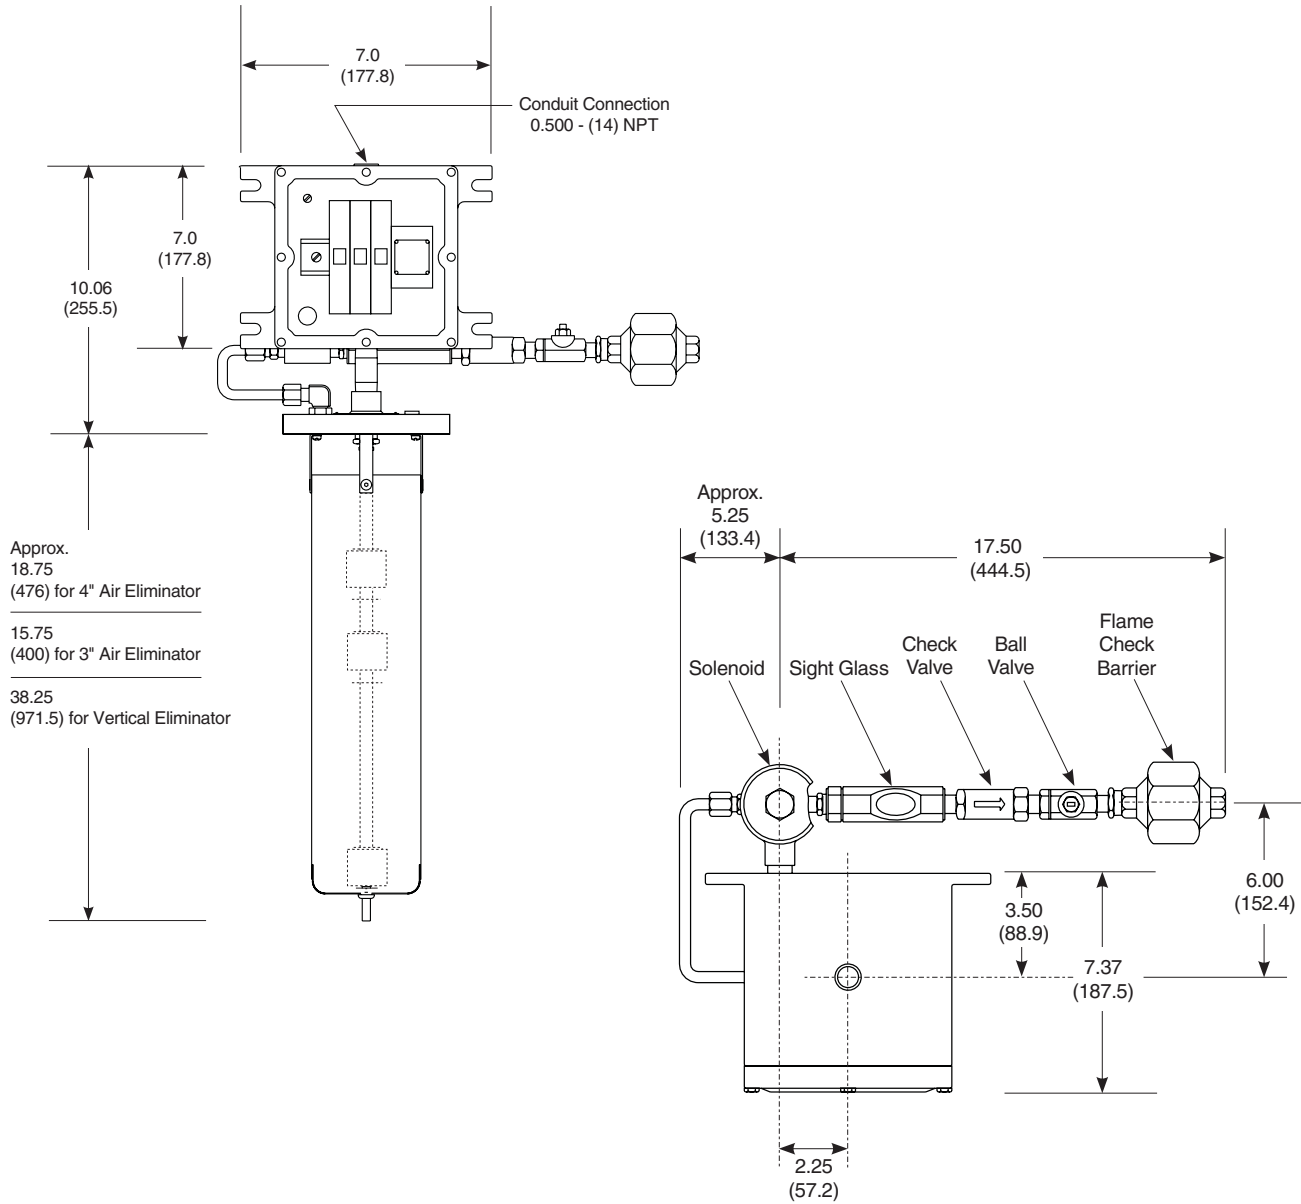 7.0
(177.8)
Conduit Connection
0.500 - (14) NPT
7.0
(177.8)
10.06
(255.5)
Approx.
18.75
(476) for 4" Air Eliminator
15.75
(400) for 3" Air Eliminator
38.25
(971.5) for Vertical Eliminator
Approx.
5.25
(133.4)
17.50
(444.5)
Solenoid
Sight Glass
Check
Valve
Ball
Valve
Flame
Check
Barrier
3.50
(88.9)
7.37
(187.5)
6.00
(152.4)
2.25
(57.2)